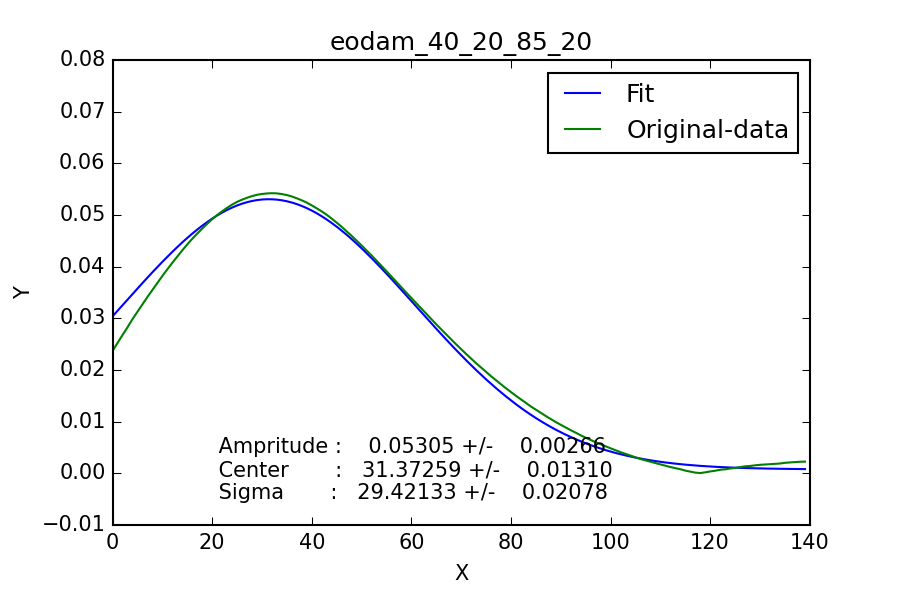 eodam_40_20_85_20
Fit
Original-data
0.08
0.07
0.06
0.05
0.04
0.03
0.02
0.01
0.00
−0.01
Y
Ampritude : 0.05305 +/- 0.00266
Center : 31.37259 +/- 0.01310
Sigma : 29.42133 +/- 0.02078
0 20 40 60 80 100 120 140
X